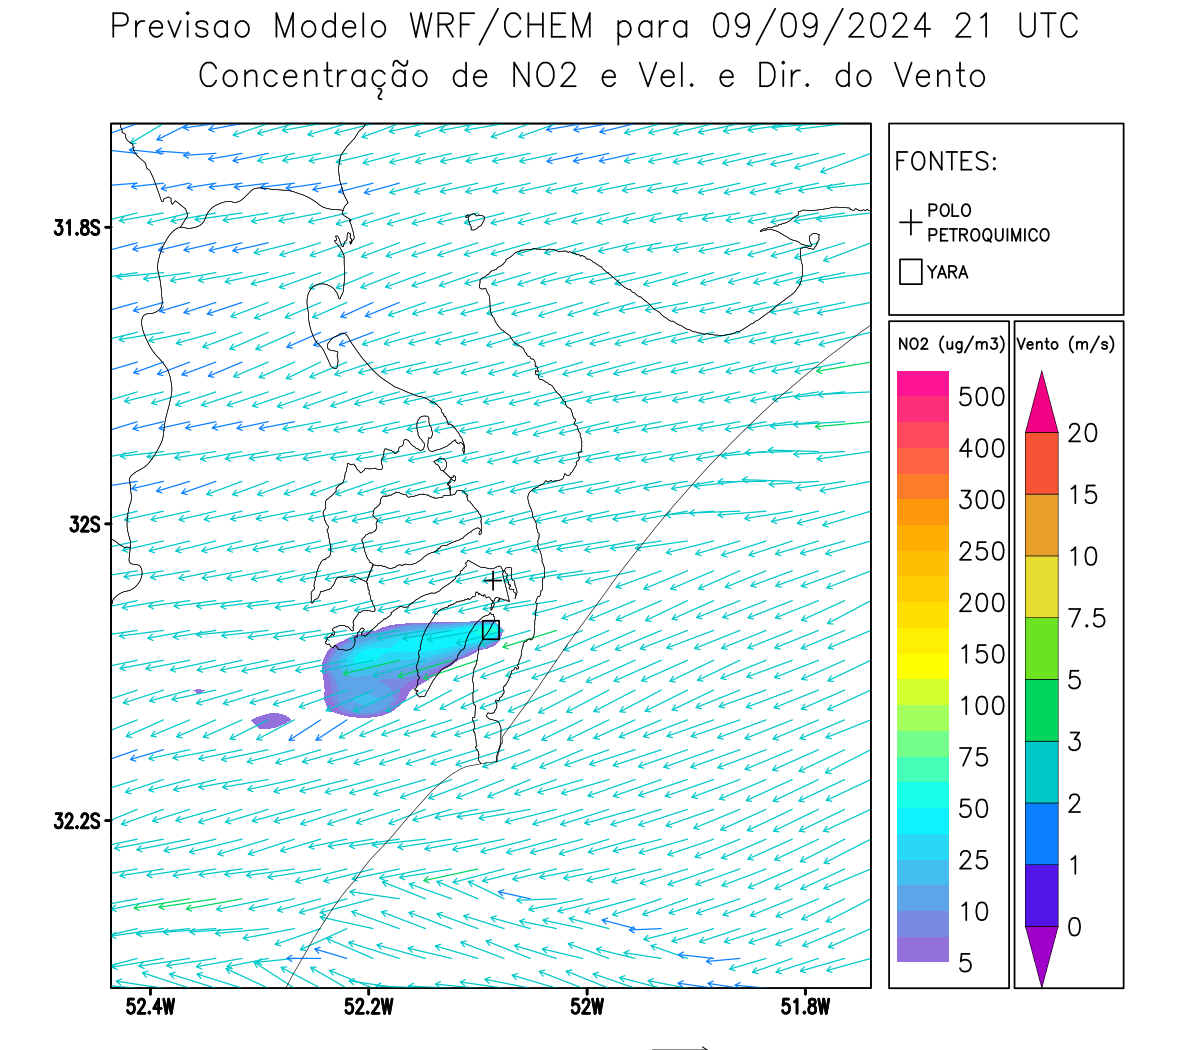 Previsao Modelo WRF/CHEM para 09/09/2024 21 UTC
Concentração de NO2 e Vel. e Dir. do Vento
FONTES:
POLO
PETROQUIMICO
YARA
NO2 (ug/m3)
500
400
300
250
200
150
100
75
50
25
10
5
Vento (m/s)
20
15
10
7.5
5
3
2
1
0
31.8S
32S
32.2S
52.4W
52.2W
52W
51.8W